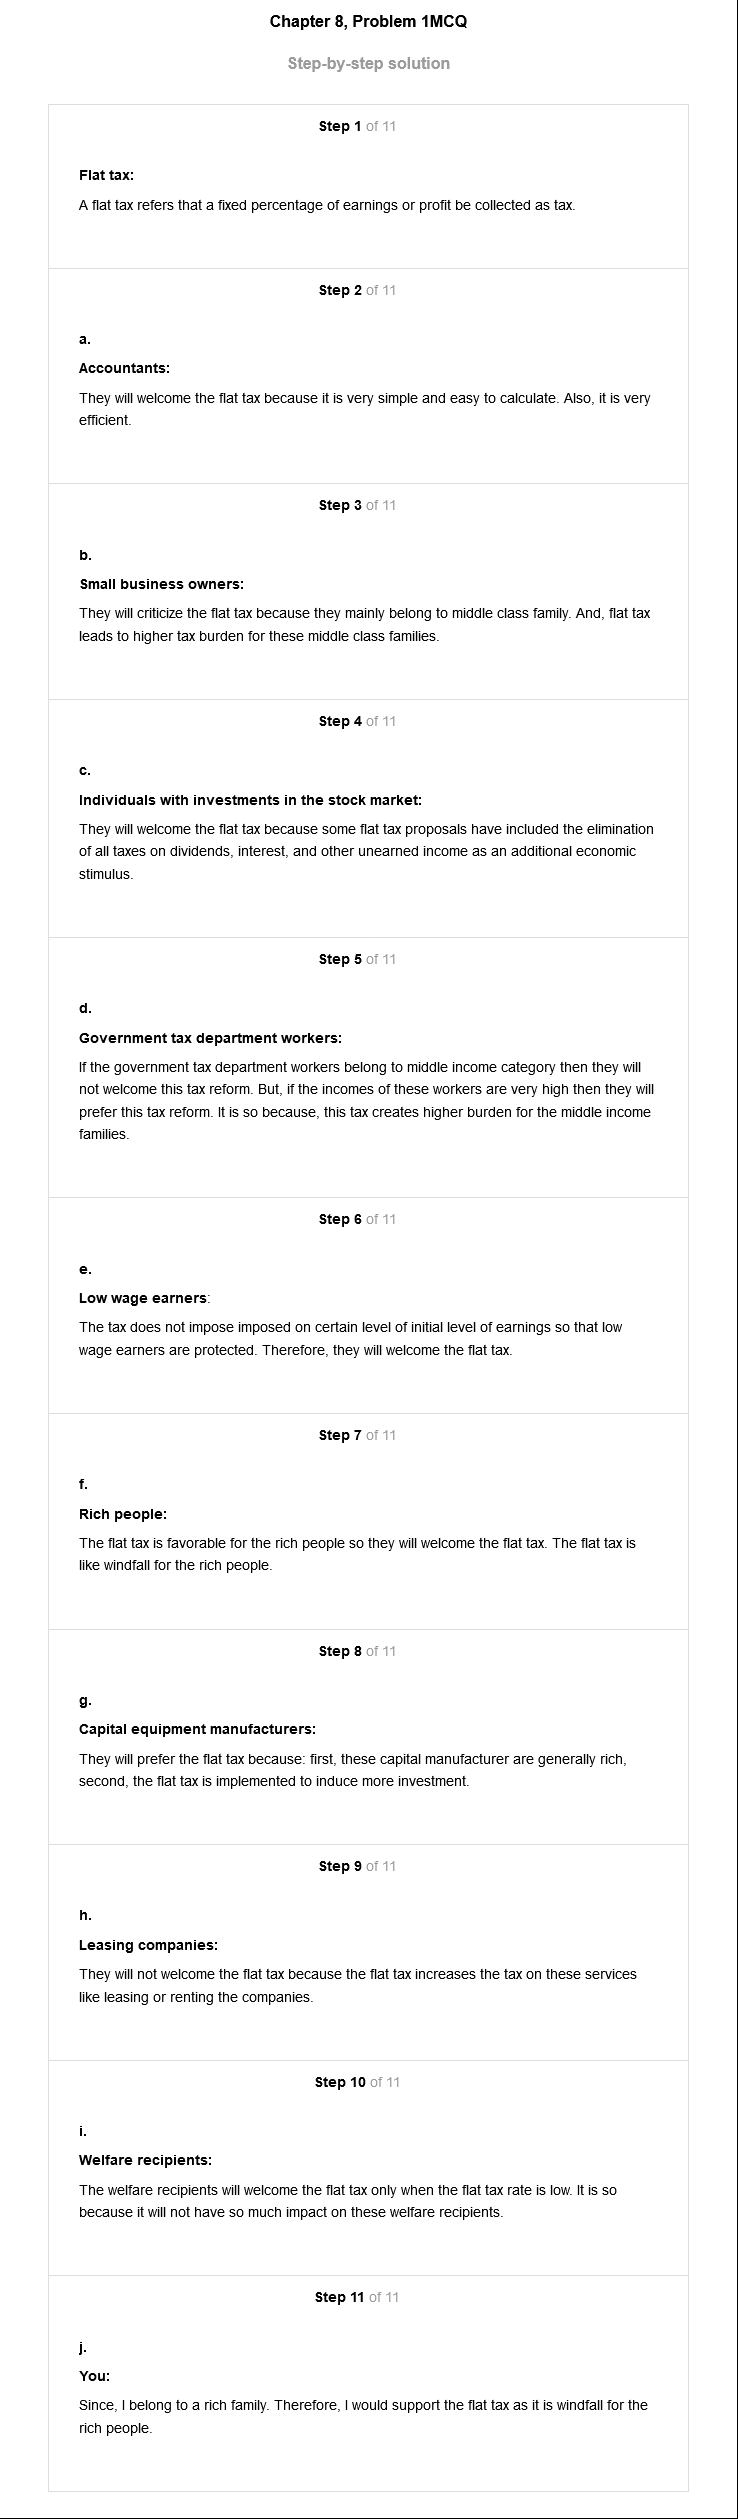 Chapter 8, Problem 1MCQ
Step-by-step solution
Step 1 of 11
Flat tax:
A flat tax refers that a fixed percentage of earnings or profit be collected as tax.
Step 2 of 11
a.
Accountants:
They will welcome the flat tax because it is very simple and easy to calculate. Also, it is very
efficient.
Step 3 of 11
b.
Small business owners:
They will criticize the flat tax because they mainly belong to middle class family. And, flat tax
leads to higher tax burden for these middle class families.
Step 4 of 11
c.
Individuals with investments in the stock market:
They will welcome the flat tax because some flat tax proposals have included the elimination
of all taxes on dividends, interest, and other unearned income as an additional economic
stimulus.
Step 5 of 11
d.
Government tax department workers:
If the government tax department workers belong to middle income category then they will
not welcome this tax reform. But, if the incomes of these workers are very high then they will
prefer this tax reform. It is so because, this tax creates higher burden for the middle income
families.
Step 6 of 11
e.
Low wage earners:
The tax does not impose imposed on certain level of initial level of earnings so that low
wage earners are protected. Therefore, they will welcome the flat tax.
Step 7 of 11
f.
Rich people:
The flat tax is favorable for the rich people so they will welcome the flat tax. The flat tax is
like windfall for the rich people.
Step 8 of 11
g.
Capital equipment manufacturers:
They will prefer the flat tax because: first, these capital manufacturer are generally rich,
second, the flat tax is implemented to induce more investment.
Step 9 of 11
h.
Leasing companies:
They will not welcome the flat tax because the flat tax increases the tax on these services
like leasing or renting the companies.
Step 10 of 11
i.
Welfare recipients:
The welfare recipients will welcome the flat tax only when the flat tax rate is low. It is so
because it will not have so much impact on these welfare recipients.
Step 11 of 11
j.
You:
Since, I belong to a rich family. Therefore, I would support the flat tax as it is windfall for the
rich people.